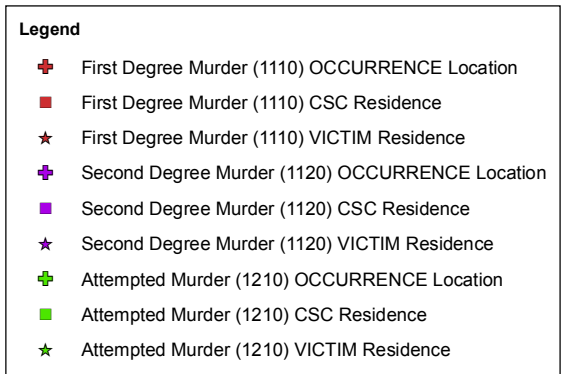 Legend
First Degree Murder (1110) OCCURRENCE Location
First Degree Murder (1110) CSC Residence
First Degree Murder (1110) VICTIM Residence
Second Degree Murder (1120) OCCURRENCE Location
Second Degree Murder (1120) CSC Residence
Second Degree Murder (1120) VICTIM Residence
Attempted Murder (1210) OCCURRENCE Location
Attempted Murder (1210) CSC Residence
Attempted Murder (1210) VICTIM Residence